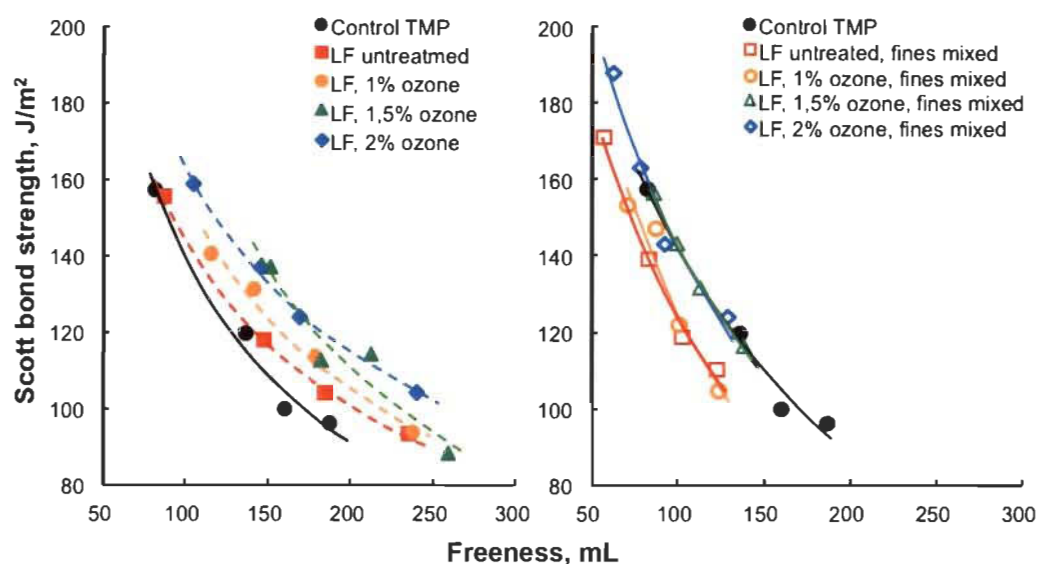 Scott bond strength, J/m²
200
180
160
140
120
100
80
50
100
150
200
250
300
Control TMP
LF untreatmed
LF, 1% ozone
LF, 1,5% ozone
LF, 2% ozone
200
180
160
140
120
100
80
50
100
150
200
250
300
Control TMP
LF untreated, fines mixed
LF, 1% ozone, fines mixed
LF, 1,5% ozone, fines mixed
LF, 2% ozone, fines mixed
Freeness, mL